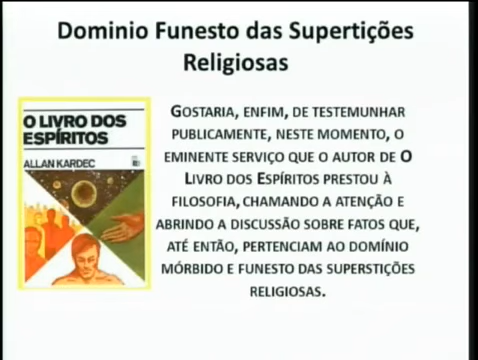 Dominio Funesto das Supertições
Religiosas
O LIVRO DOS
ESPÍRITOS
ALLAN KARDEC
GOSTARIA, ENFIM, DE TESTEMUNHAR
PUBLICAMENTE, NESTE MOMENTO, O
EMINENTE SERVIÇO QUE O AUTOR DE O
LIVRO DOS ESPÍRITOS PRESTOU À
FILOSOFIA, CHAMANDO A ATENÇÃO E
ABRINDO A DISCUSSÃO SOBRE FATOS QUE,
ATÉ ENTÃO, PERTENCIAM AO DOMÍNIO
MÓRBIDO E FUNESTO DAS SUPERSTIÇÕES
RELIGIOSAS.